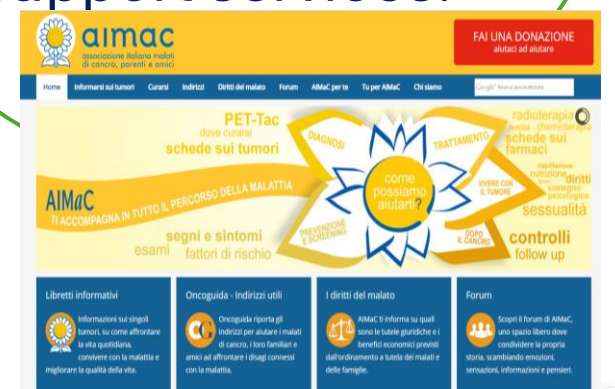 upport services.
aimac
associazione italiana malati
di cancro, parenti e amici
FAI UNA DONAZIONE
aiutaci ad aiutare
Home Informarsi sui tumori Curarsi Indirizzi Diritti del malato Forum AIMaC per te Tu per AIMaC Chi siamo
Google
PET-Tac
dove curarsi
schede sui tumori
DIAGNOSI
TRATTAMENTO
radioterapia
chemioterapia
schede sui
farmaci
riabilitazione
nutrizione
diritti
sostegno
psicologico
sessualità
come
possiamo
aiutarti?
VIVERE CON
IL TUMORE
AIMaC
TI ACCOMPAGNA IN TUTTO IL PERCORSO DELLA MALATTIA
PREVENZIONE
E SCREENING
DOPO
IL CANCRO
controlli
follow up
segni e sintomi
esami fattori di rischio
Libretti informativi
Informazioni sui singoli
tumori, su come affrontare
la vita quotidiana,
convivere con la malattia e
migliorare la qualità della vita.
Oncoguida - Indirizzi utili
Oncoguida riporta gli
indirizzi per aiutare i malati
di cancro, i loro familiari e
amici ad affrontare i disagi connessi
con la malattia.
I diritti del malato
AIMaC ti informa su quali
sono le tutele giuridiche e i
benefici economici previsti
dall'ordinamento a tutela dei malati e
delle famiglie.
Forum
Scopri il forum di AIMaC,
uno spazio libero dove
condividere la propria
storia, scambiando emozioni,
sensazioni, informazioni e pensieri.